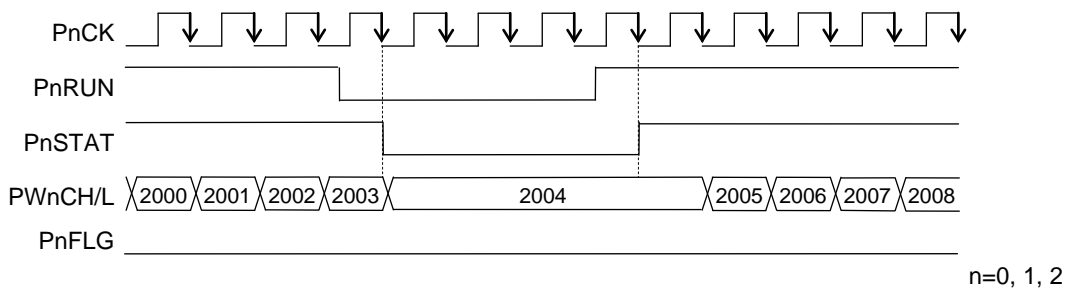 PnCK
PnRUN
PnSTAT
PWnCH/L 2000 2001 2002 2003 2004 2005 2006 2007 2008
PnFLG
n=0, 1, 2